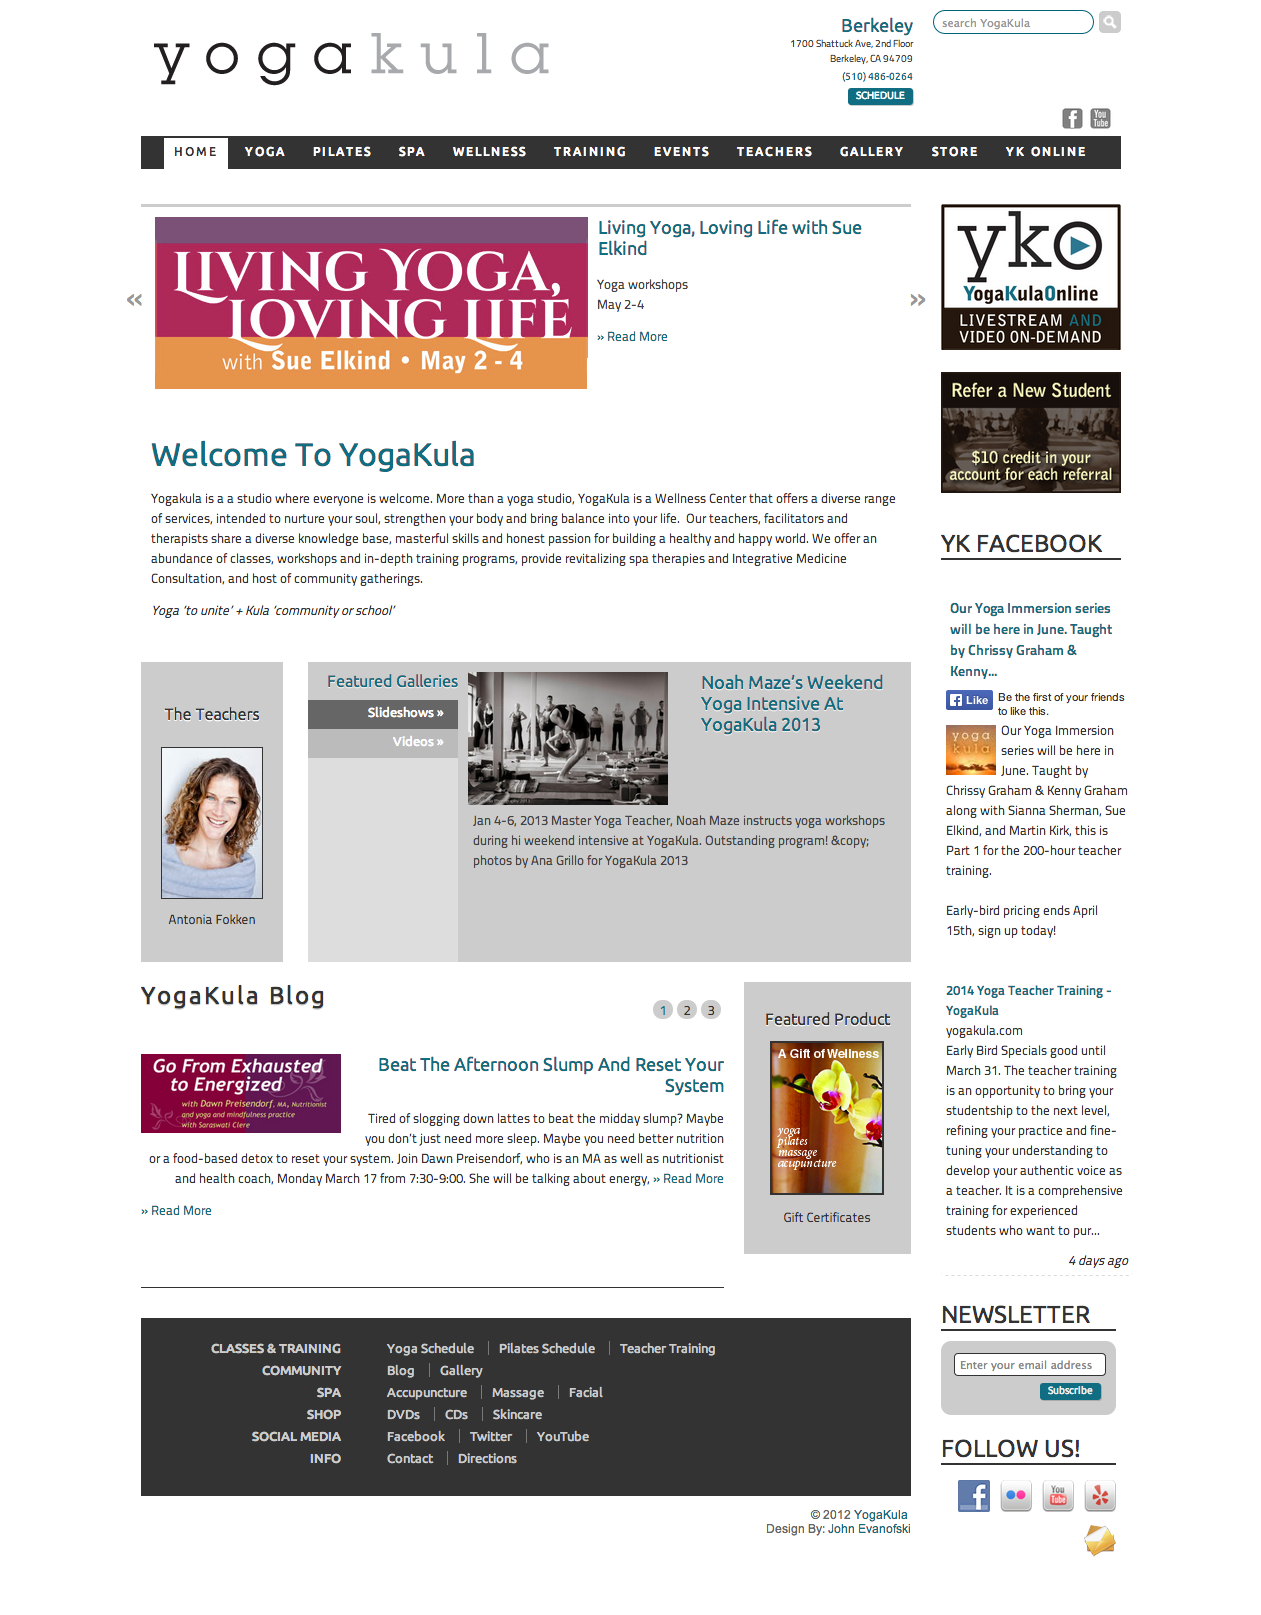 yogakula
Berkeley
1700 Shattuck Ave, 2nd Floor
Berkeley, CA 94709
(510) 486-0264
SCHEDULE
search YogaKula
You
Tube
HOME YOGA PILATES SPA WELLNESS TRAINING EVENTS TEACHERS GALLERY STORE YK ONLINE
«
LIVING YOGA,
LOVING LIFE
with Sue Elkind • May 2 - 4
Living Yoga, Loving Life with Sue
Elkind
Yoga workshops
May 2-4
» Read More
»
yko
YogaKulaOnline
LIVESTREAM AND
VIDEO ON-DEMAND
Refer a New Student
$10 credit in your
account for each referral
Welcome To YogaKula
Yogakula is a a studio where everyone is welcome. More than a yoga studio, YogaKula is a Wellness Center that offers a diverse range
of services, intended to nurture your soul, strengthen your body and bring balance into your life.  Our teachers, facilitators and
therapists share a diverse knowledge base, masterful skills and honest passion for building a healthy and happy world. We offer an
abundance of classes, workshops and in-depth training programs, provide revitalizing spa therapies and Integrative Medicine
Consultation, and host of community gatherings.
Yoga ‘to unite’ + Kula ‘community or school’
The Teachers
Antonia Fokken
Featured Galleries
Slideshows »
Videos »
Noah Maze’s Weekend
Yoga Intensive At
YogaKula 2013
Jan 4-6, 2013 Master Yoga Teacher, Noah Maze instructs yoga workshops
during hi weekend intensive at YogaKula. Outstanding program! &copy;
photos by Ana Grillo for YogaKula 2013
YogaKula Blog
1 2 3
Go From Exhausted
to Energized
with Dawn Preisendorf, MA, Nutritionist
and yoga and mindfulness practice
with Saraswati Clere
Beat The Afternoon Slump And Reset Your
System
Tired of slogging down lattes to beat the midday slump? Maybe
you don’t just need more sleep. Maybe you need better nutrition
or a food-based detox to reset your system. Join Dawn Preisendorf, who is an MA as well as nutritionist
and health coach, Monday March 17 from 7:30-9:00. She will be talking about energy, » Read More
» Read More
Featured Product
A Gift of Wellness
yoga
pilates
massage
acupuncture
Gift Certificates
YK FACEBOOK
Our Yoga Immersion series
will be here in June. Taught
by Chrissy Graham &
Kenny...
Like
Be the first of your friends
to like this.
yoga
kula
Our Yoga Immersion
series will be here in
June. Taught by
Chrissy Graham & Kenny Graham
along with Sianna Sherman, Sue
Elkind, and Martin Kirk, this is
Part 1 for the 200-hour teacher
training.
Early-bird pricing ends April
15th, sign up today!
2014 Yoga Teacher Training -
YogaKula
yogakula.com
Early Bird Specials good until
March 31. The teacher training
is an opportunity to bring your
studentship to the next level,
refining your practice and fine-
tuning your understanding to
develop your authentic voice as
a teacher. It is a comprehensive
training for experienced
students who want to pur...
4 days ago
NEWSLETTER
Enter your email address
Subscribe
FOLLOW US!
You
Tube
CLASSES & TRAINING Yoga Schedule Pilates Schedule Teacher Training
COMMUNITY Blog Gallery
SPA Accupuncture Massage Facial
SHOP DVDs CDs Skincare
SOCIAL MEDIA Facebook Twitter YouTube
INFO Contact Directions
© 2012 YogaKula
Design By: John Evanofski